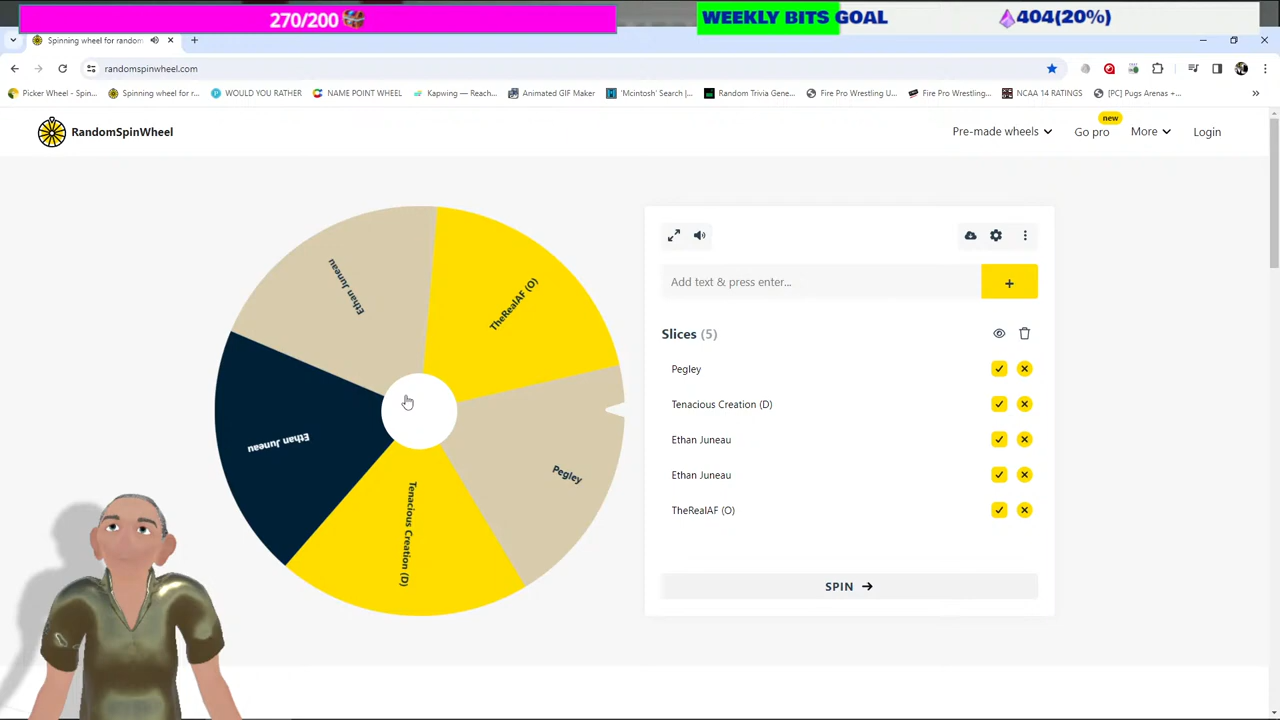 270/200
WEEKLY BITS GOAL
404(20%)
Spinning wheel for random
randomspinwheel.com
Picker Wheel - Spin...
Spinning wheel for r...
WOULD YOU RATHER
NAME POINT WHEEL
Kapwing — Reach...
Animated GIF Maker
'Mcintosh' Search |...
Random Trivia Gene...
Fire Pro Wrestling U...
Fire Pro Wrestling...
NCAA 14 RATINGS
[PC] Pugs Arenas +...
RandomSpinWheel
Pre-made wheels
Go pro
new
More
Login
Ethan Juneau
TheRealAF (O)
Ethan Juneau
Pegley
Tenacious Creation (D)
Add text & press enter...
+
Slices (5)
Pegley
Tenacious Creation (D)
Ethan Juneau
Ethan Juneau
TheRealAF (O)
SPIN →